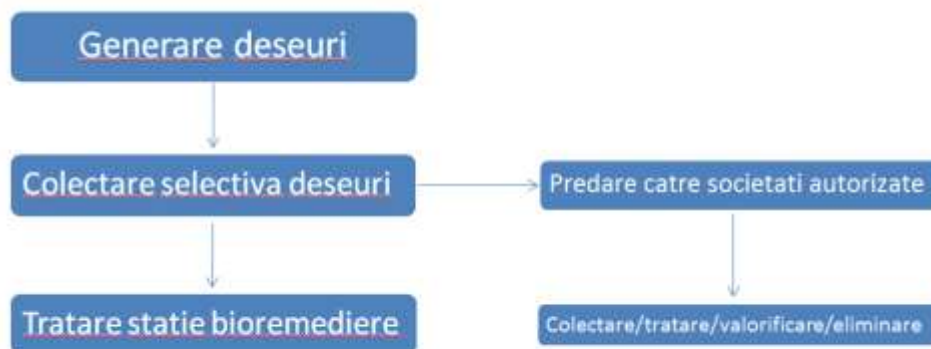 Generare deseuri
Colectare selectiva deseuri
Predare catre societati autorizate
Tratare statie bioremediere
Colectare/tratare/valorificare/eliminare